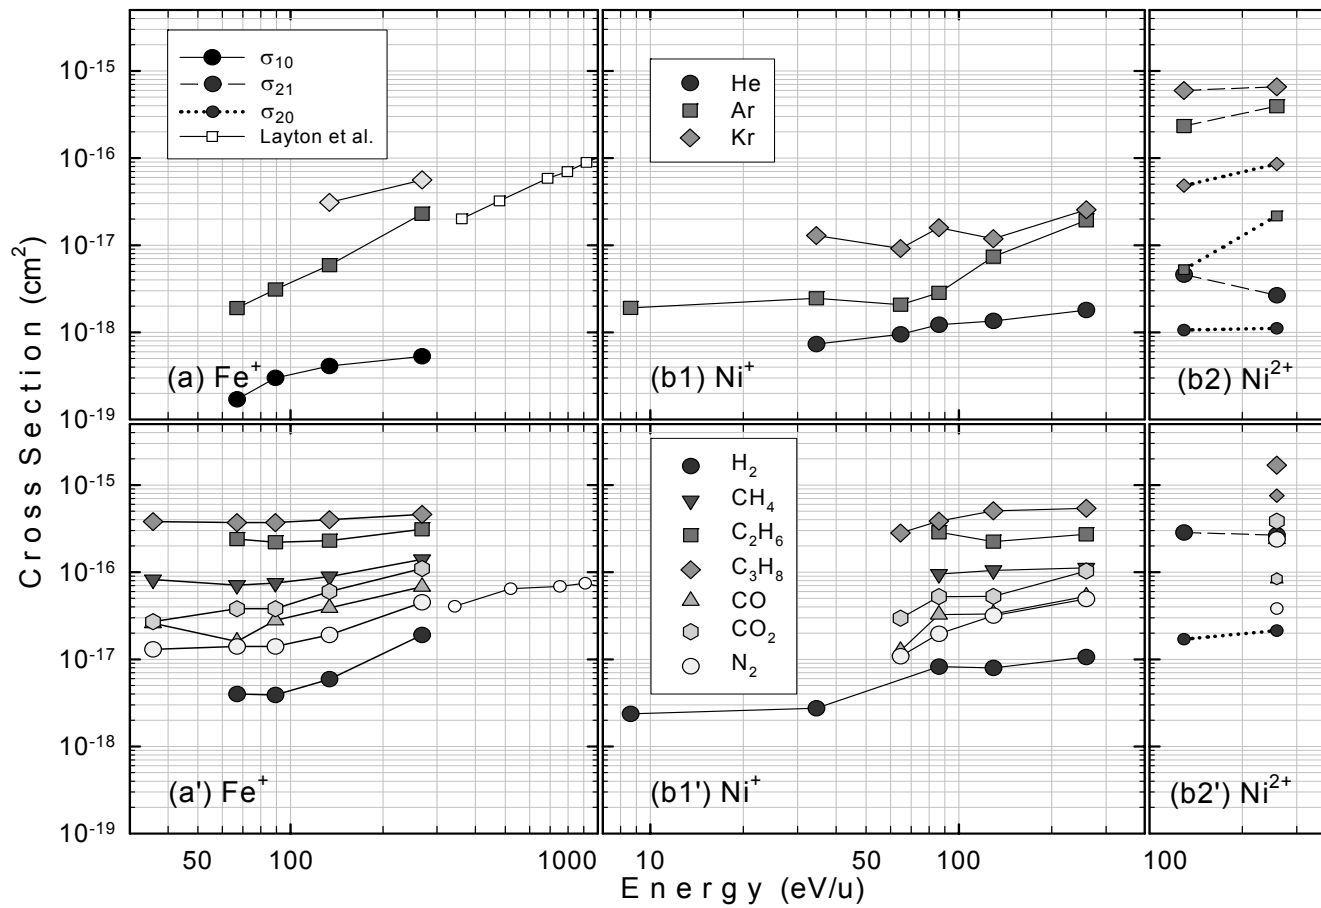 Cross Section (cm²)
10⁻¹⁵
10⁻¹⁶
10⁻¹⁷
10⁻¹⁸
10⁻¹⁹
σ₁₀
σ₂₁
σ₂₀
Layton et al.
(a) Fe⁺
He
Ar
Kr
(b1) Ni⁺
(b2) Ni²⁺
10⁻¹⁵
10⁻¹⁶
10⁻¹⁷
10⁻¹⁸
10⁻¹⁹
(a') Fe⁺
H₂
CH₄
C₂H₆
C₃H₈
CO
CO₂
N₂
(b1') Ni⁺
(b2') Ni²⁺
50 100 1000
10 50 100
100
Energy (eV/u)